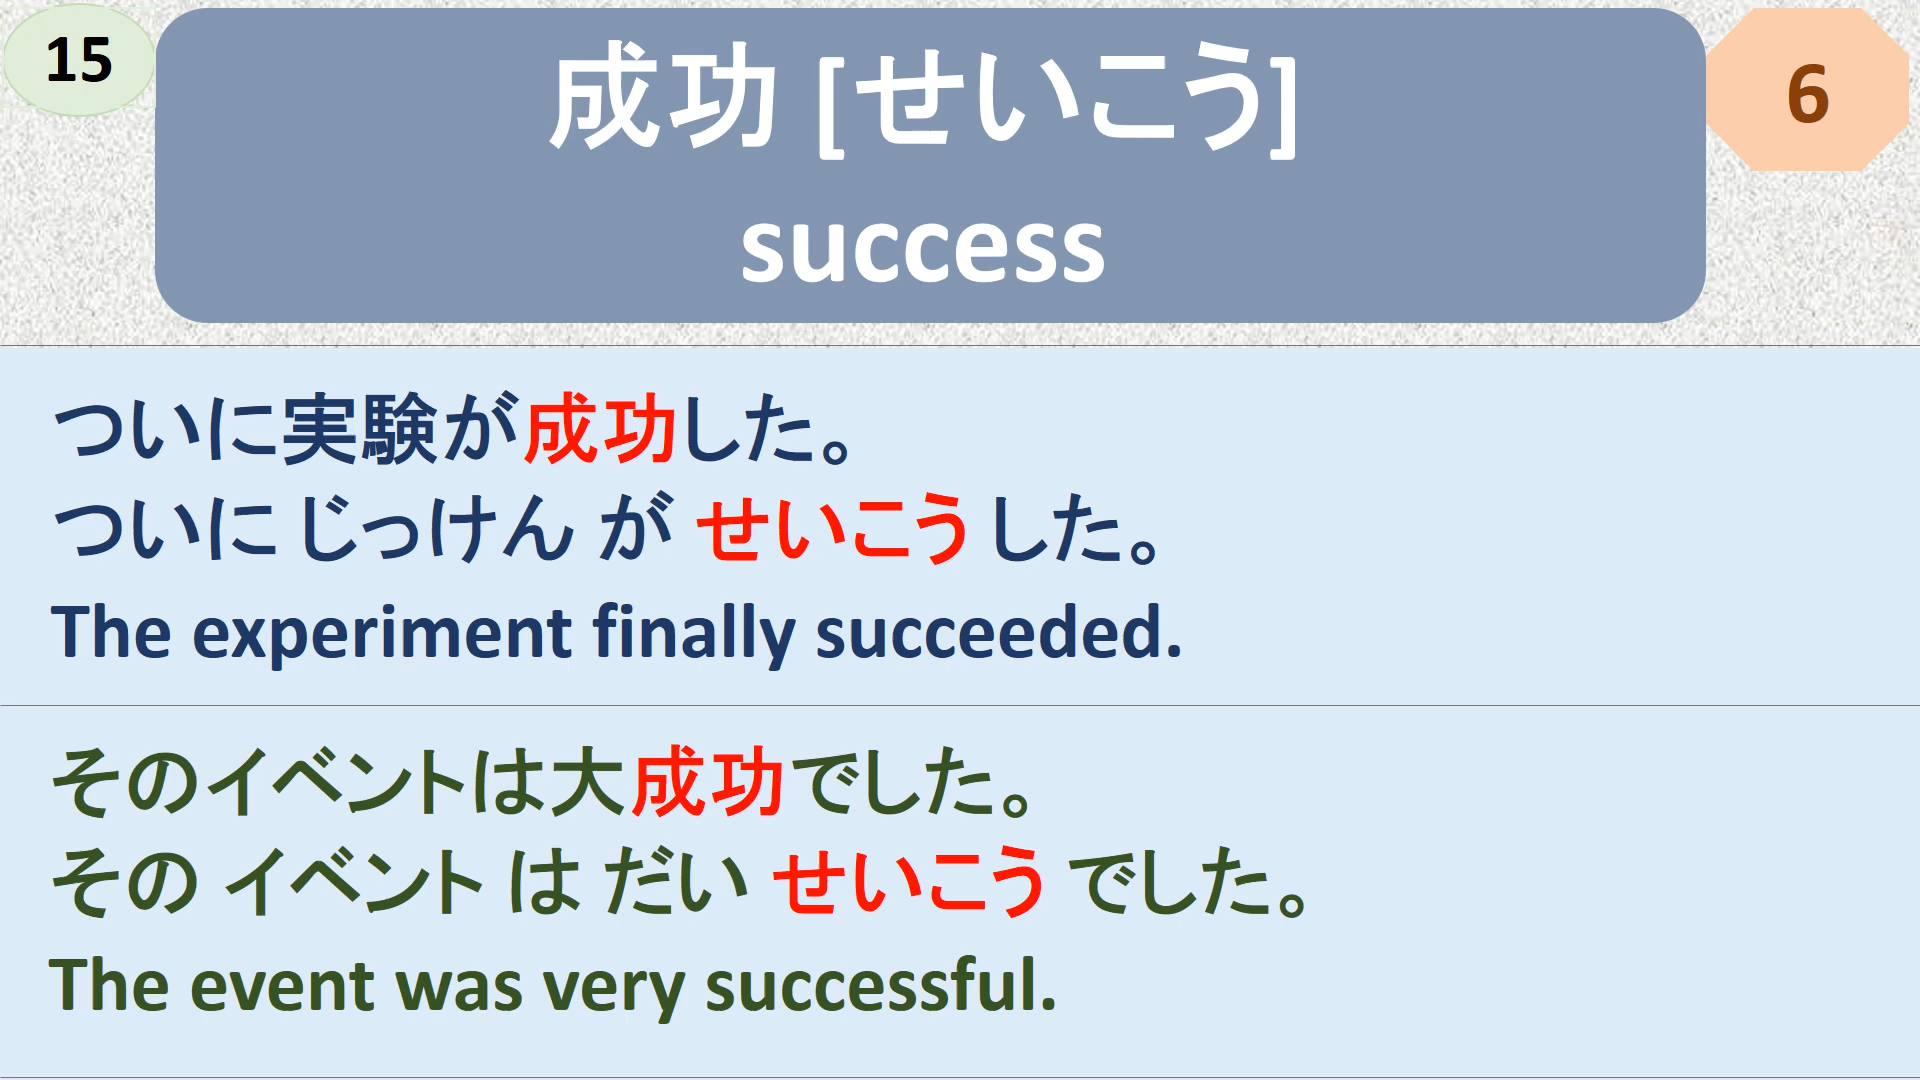 15
成功 [せいこう]
6
success
ついに実験が成功した。
ついに じっけん が せいこう した。
The experiment finally succeeded.
そのイベントは大成功でした。
その イベント は だい せいこう でした。
The event was very successful.